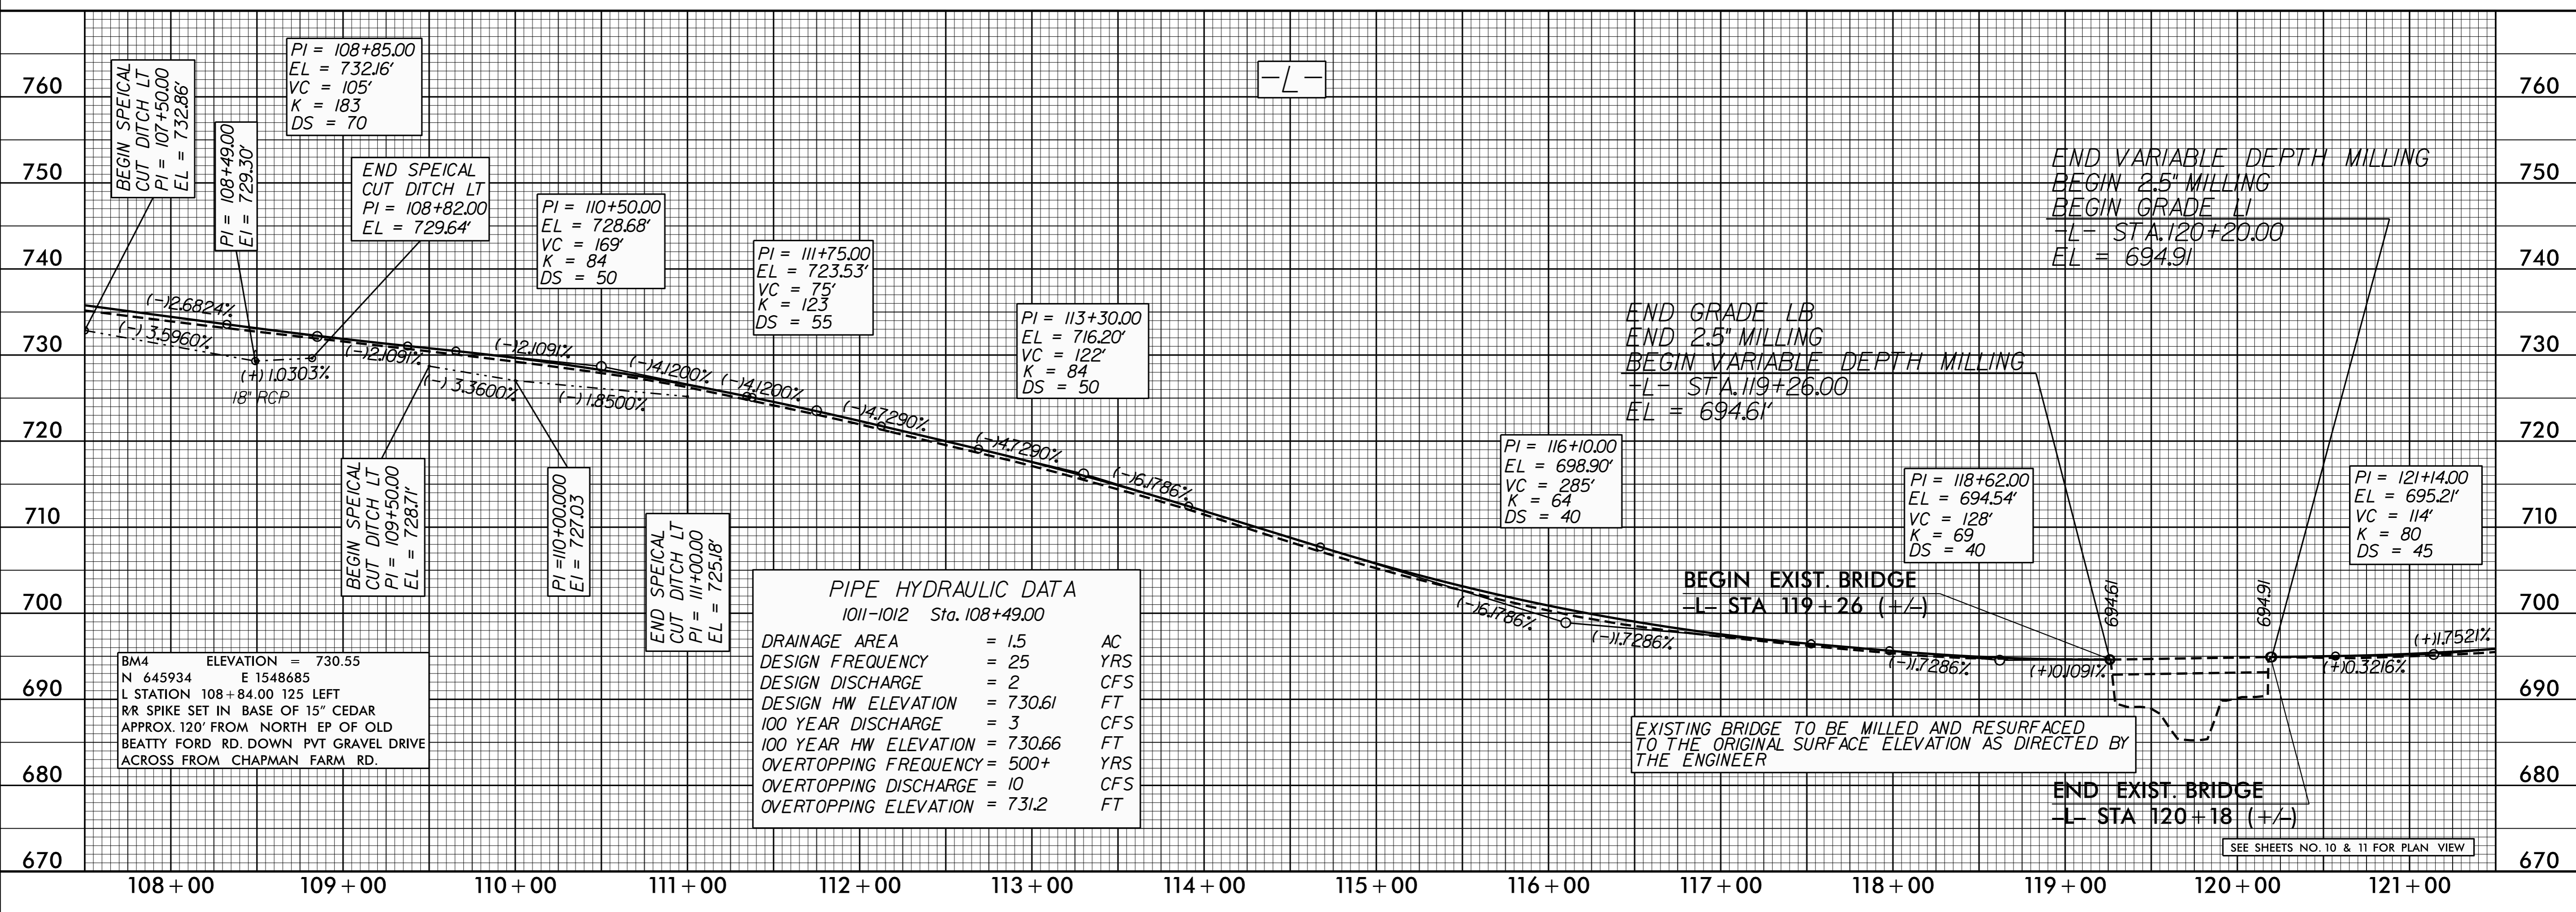 760
750
740
730
720
710
700
690
680
670
BEGIN SPEICAL
CUT DITCH LT
PI = 107+50.00
EL = 732.86'
PI = 108+49.00
El = 729.30'
PI = 108+85.00
EL = 732.16'
VC = 105'
K = 183
DS = 70
END SPEICAL
CUT DITCH LT
PI = 108+82.00
EL = 729.64'
PI = 110+50.00
EL = 728.68'
VC = 169'
K = 84
DS = 50
PI = 111+75.00
EL = 723.53'
VC = 75'
K = 123
DS = 55
PI = 113+30.00
EL = 716.20'
VC = 122'
K = 84
DS = 50
-L-
END VARIABLE DEPTH MILLING
BEGIN 2.5" MILLING
BEGIN GRADE LI
-L- STA.120+20.00
EL = 694.91
END GRADE LB
END 2.5" MILLING
BEGIN VARIABLE DEPTH MILLING
-L- STA.119+26.00
EL = 694.61'
PI = 116+10.00
EL = 698.90'
VC = 285'
K = 64
DS = 40
PI = 118+62.00
EL = 694.54'
VC = 128'
K = 69
DS = 40
PI = 121+14.00
EL = 695.21'
VC = 114'
K = 80
DS = 45
(-)2.6824%
(-)3.5960%
(+)1.0303%
18" RCP
(-)2.1091%
(-)2.1091%
(-)3.3600%
(-)1.8500%
(-)4.1200%
(-)4.1200%
(-)4.7290%
(-)4.7290%
(-)6.1786%
(-)6.1786%
(-)1.7286%
(-)1.7286%
(+)0.1091%
(+)0.3216%
(+)1.7521%
BEGIN SPEICAL
CUT DITCH LT
PI = 109+50.00
EL = 728.71'
PI =110+00.000
El = 727.03
END SPEICAL
CUT DITCH LT
PI = 111+00.00
EL = 725.18'
BEGIN EXIST. BRIDGE
-L- STA 119+26 (+/-)
694.61
694.91
BM4 ELEVATION = 730.55
N 645934 E 1548685
L STATION 108+84.00 125 LEFT
R/R SPIKE SET IN BASE OF 15" CEDAR
APPROX. 120' FROM NORTH EP OF OLD
BEATTY FORD RD. DOWN PVT GRAVEL DRIVE
ACROSS FROM CHAPMAN FARM RD.
PIPE HYDRAULIC DATA
1011-1012 Sta. 108+49.00
DRAINAGE AREA = 1.5 AC
DESIGN FREQUENCY = 25 YRS
DESIGN DISCHARGE = 2 CFS
DESIGN HW ELEVATION = 730.61 FT
100 YEAR DISCHARGE = 3 CFS
100 YEAR HW ELEVATION = 730.66 FT
OVERTOPPING FREQUENCY= 500+ YRS
OVERTOPPING DISCHARGE = 10 CFS
OVERTOPPING ELEVATION = 731.2 FT
EXISTING BRIDGE TO BE MILLED AND RESURFACED
TO THE ORIGINAL SURFACE ELEVATION AS DIRECTED BY
THE ENGINEER
END EXIST. BRIDGE
-L- STA 120+18 (+/-)
SEE SHEETS NO. 10 & 11 FOR PLAN VIEW
760
750
740
730
720
710
700
690
680
670
108+00
109+00
110+00
111+00
112+00
113+00
114+00
115+00
116+00
117+00
118+00
119+00
120+00
121+00